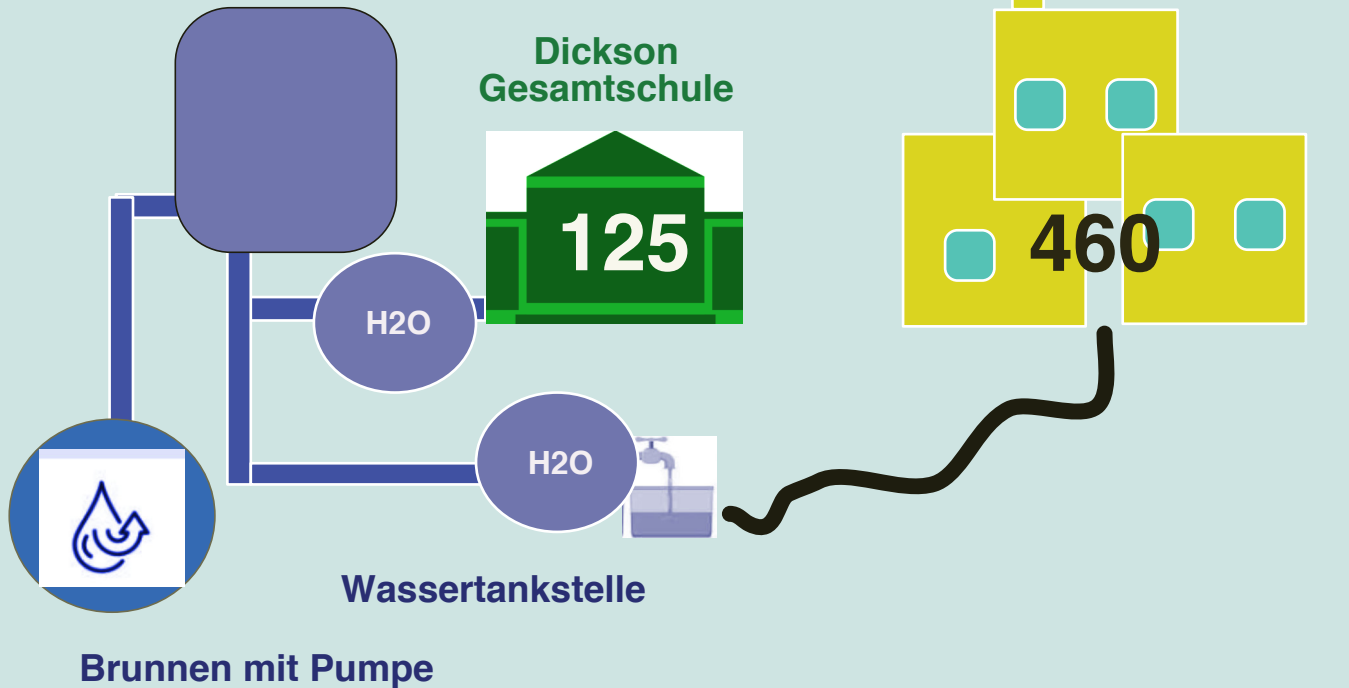 Dickson
Gesamtschule
125
460
H2O
H2O
Wassertankstelle
Brunnen mit Pumpe